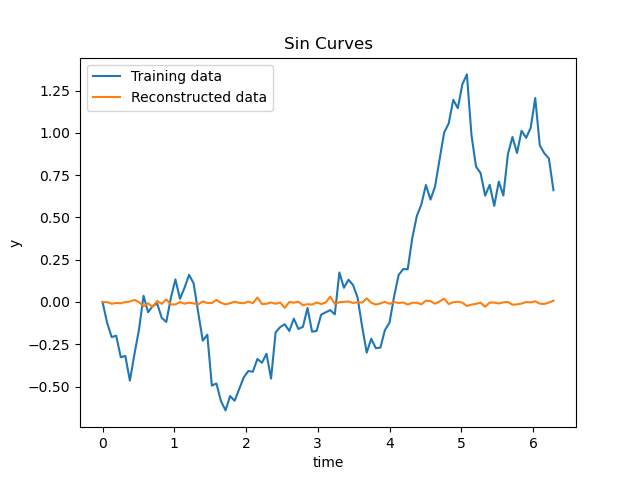 Sin Curves
Training data
Reconstructed data
1.25
1.00
0.75
0.50
0.25
0.00
−0.25
−0.50
y
0 1 2 3 4 5 6
time